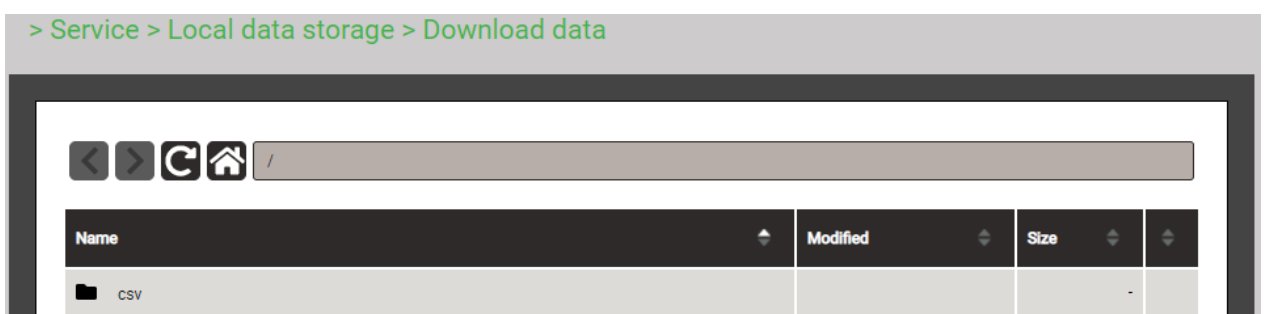 > Service > Local data storage > Download data
/
Name Modified Size
csv -